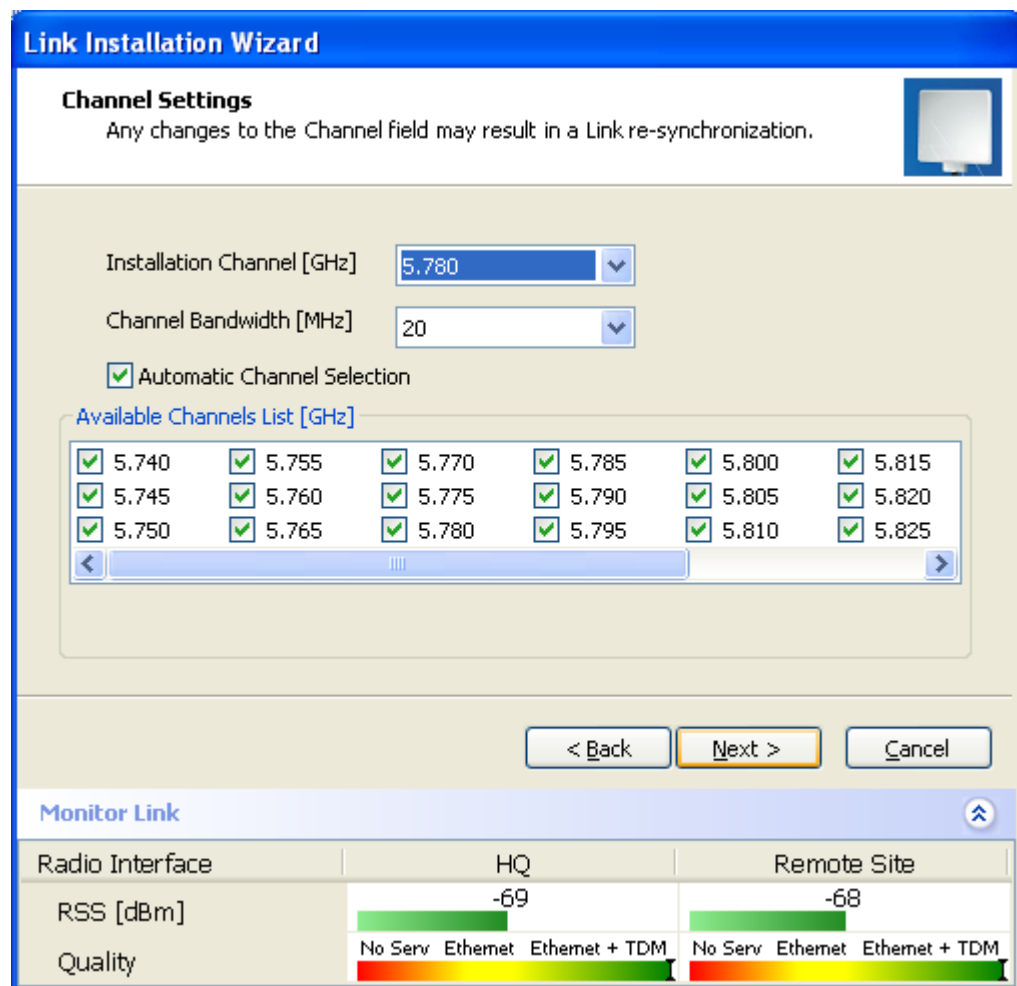 Link Installation Wizard
Channel Settings
Any changes to the Channel field may result in a Link re-synchronization.
Installation Channel [GHz] 5.780
Channel Bandwidth [MHz] 20
Automatic Channel Selection
Available Channels List [GHz]
5.740 5.755 5.770 5.785 5.800 5.815
5.745 5.760 5.775 5.790 5.805 5.820
5.750 5.765 5.780 5.795 5.810 5.825
< Back Next > Cancel
Monitor Link
Radio Interface HQ Remote Site
RSS [dBm] -69 -68
Quality No Serv Ethernet Ethernet + TDM No Serv Ethernet Ethernet + TDM